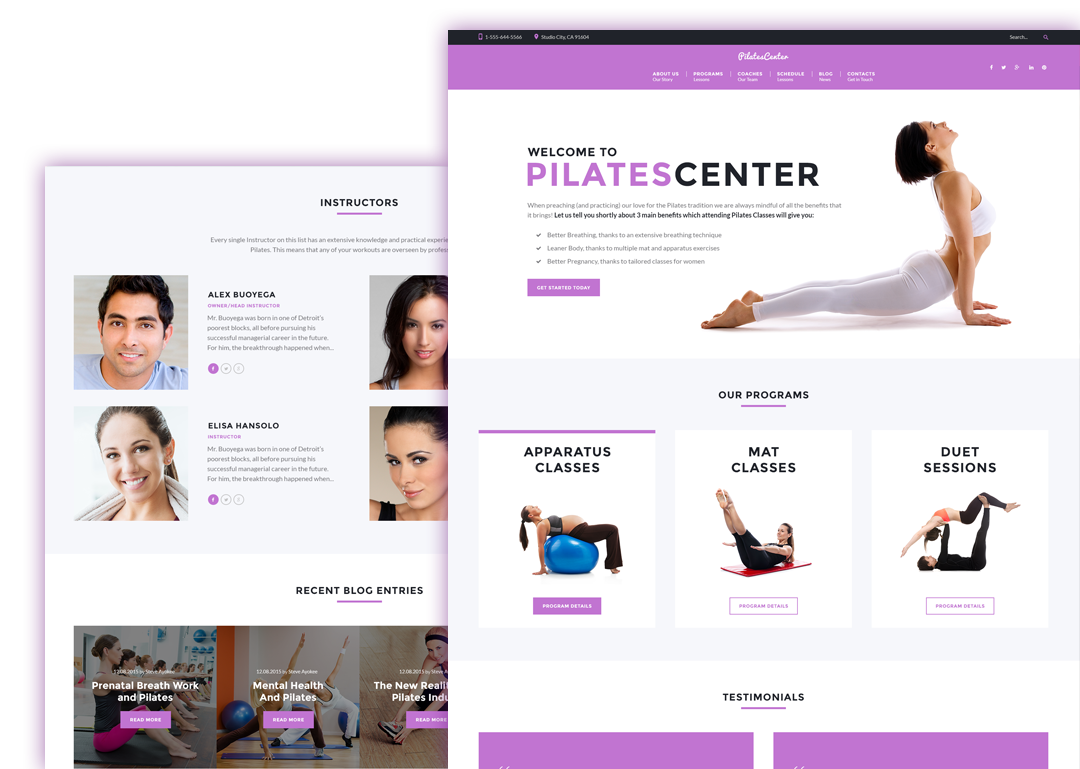 1-555-644-5566
Studio City, CA 91604
Search...
PilatesCenter
ABOUT US
Our Story
PROGRAMS
Lessons
COACHES
Our Team
SCHEDULE
Lessons
BLOG
News
CONTACTS
Get in Touch
WELCOME TO
PILATESCENTER
When preaching (and practicing) our love for the Pilates tradition we are always mindful of all the benefits that
it brings! Let us tell you shortly about 3 main benefits which attending Pilates Classes will give you:
Better Breathing, thanks to an extensive breathing technique
Leaner Body, thanks to multiple mat and apparatus exercises
Better Pregnancy, thanks to tailored classes for women
GET STARTED TODAY
OUR PROGRAMS
APPARATUS
CLASSES
PROGRAM DETAILS
MAT
CLASSES
PROGRAM DETAILS
DUET
SESSIONS
PROGRAM DETAILS
TESTIMONIALS
INSTRUCTORS
Every single Instructor on this list has an extensive knowledge and practical
Pilates. This means that any of your workouts are overseen by
ALEX BUOYEGA
OWNER/HEAD INSTRUCTOR
Mr. Buoyega was born in one of Detroit's
poorest blocks, all before pursuing his
successful managerial career in the future.
For him, the breakthrough happened when...
ELISA HANSOLO
INSTRUCTOR
Mr. Buoyega was born in one of Detroit's
poorest blocks, all before pursuing his
successful managerial career in the future.
For him, the breakthrough happened when...
RECENT BLOG ENTRIES
12.08.2015 by Steve Ayokee
Prenatal Breath Work
and Pilates
READ MORE
12.08.2015 by Steve Ayokee
Mental Health
And Pilates
READ MORE
12.08.2015 by Steve
The New
Pilates
READ MORE